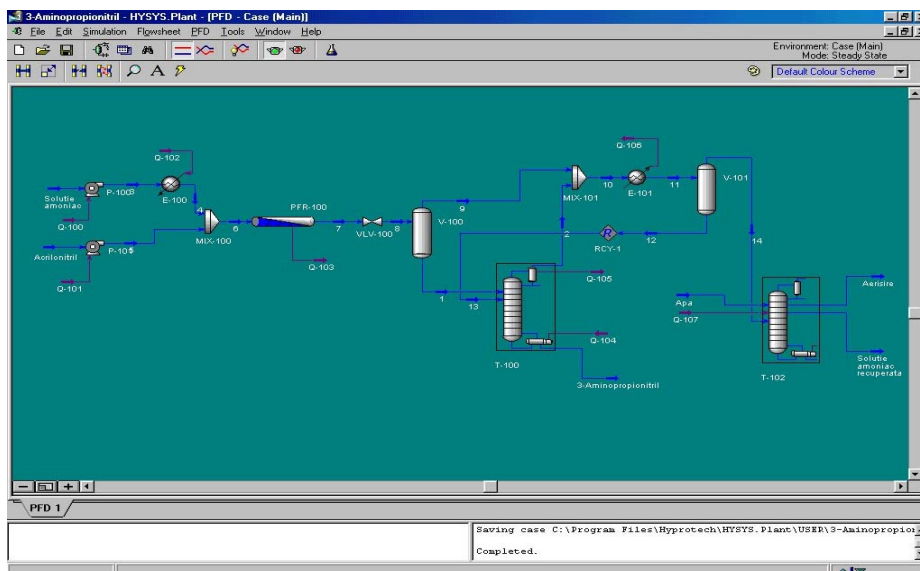 3-Aminopropionitril - HYSYS.Plant - [PFD - Case (Main)]
File Edit Simulation Flowsheet PFD Tools Window Help
Environment: Case (Main)
Mode: Steady State
Default Colour Scheme
Q-102
Solutie
amoniac
P-100
3
E-100
Q-100
4
MIX-100
6
PFR-100
7
VLV-100
8
Acrilonitril
P-101
5
Q-101
Q-103
9
V-100
1
13
2
Q-106
MIX-101
10
E-101
11
V-101
RCY-1
12
14
Q-105
Q-104
T-100
3-Aminopropionitril
Apa
Q-107
Aerisire
Solutie
amoniac
recuperata
T-102
PFD 1
Saving case C:\Program Files\Hyprotech\HYSYS.Plant\USER\3-Aminopropion
Completed.